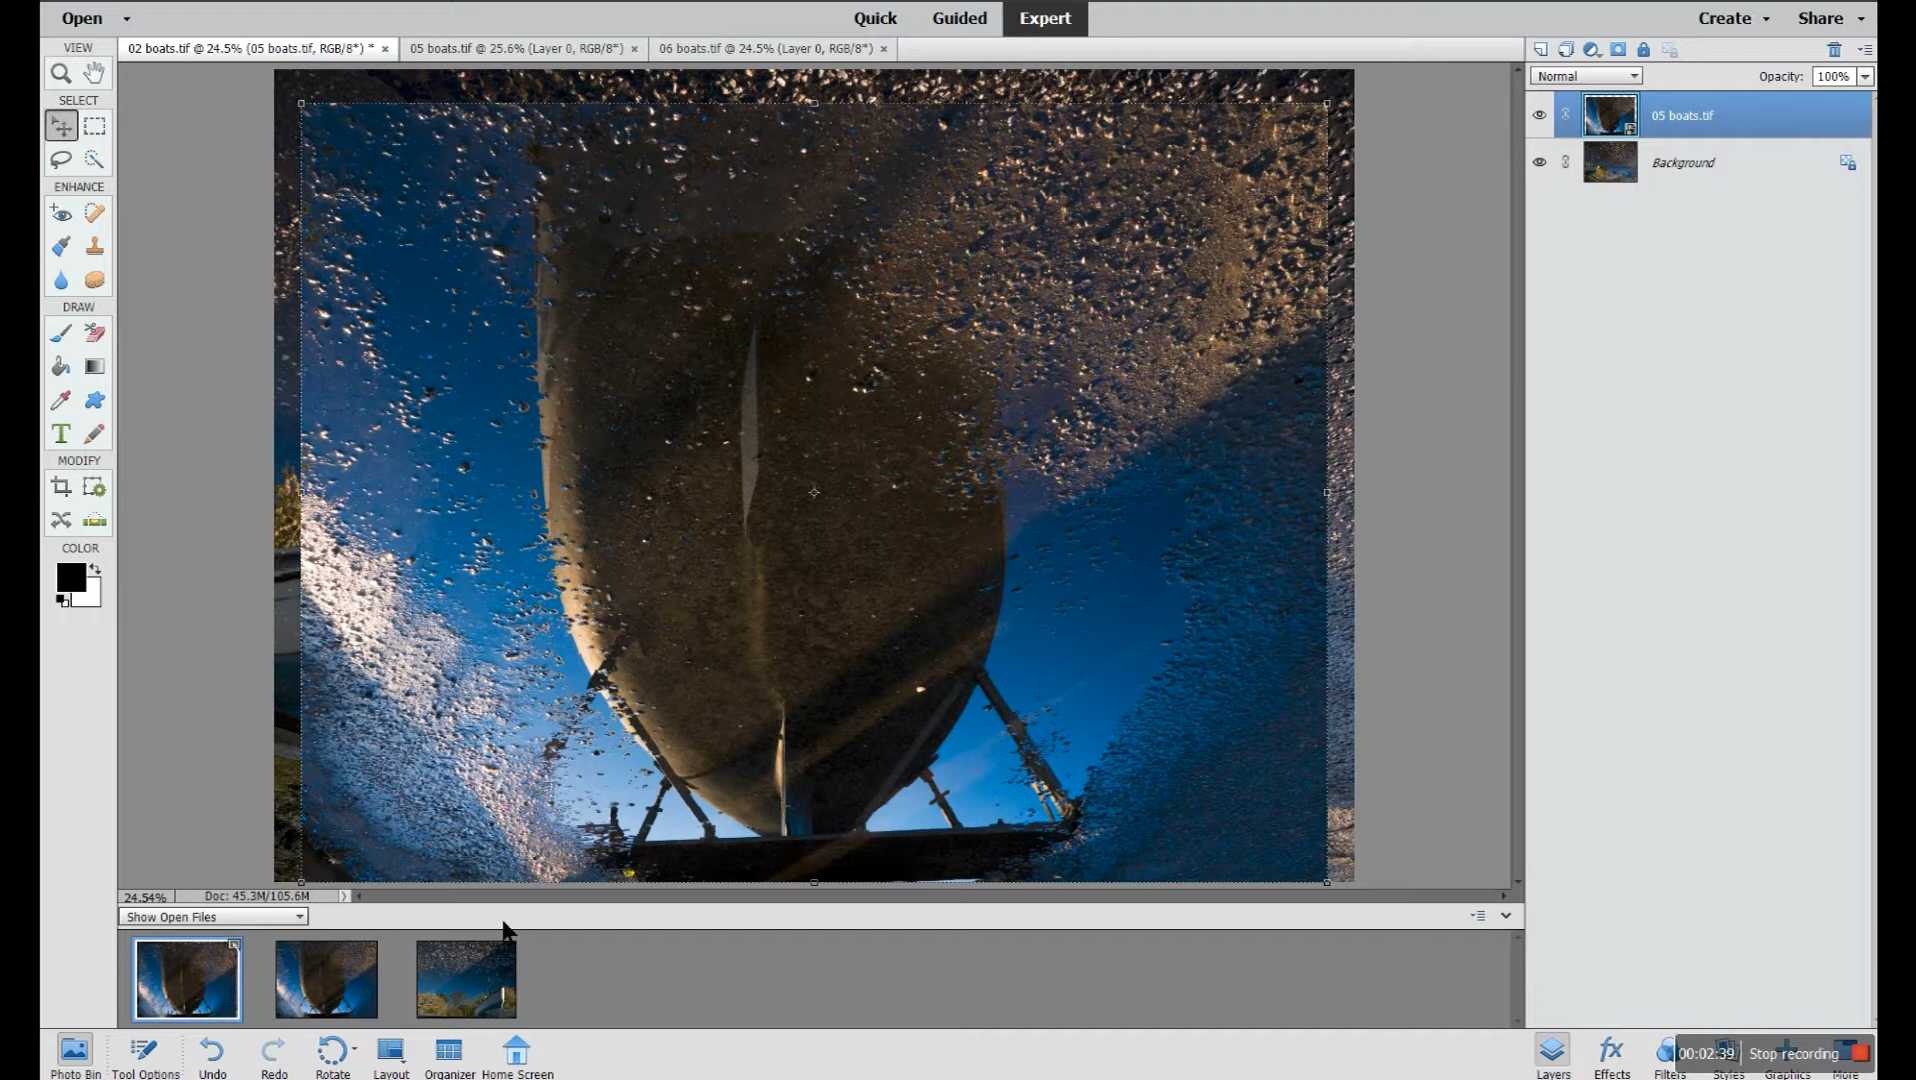 Open
Quick
Guided
Expert
Create
Share
VIEW
02 boats.tif @ 24.5% (05 boats.tif, RGB/8*) *
05 boats.tif @ 25.6% (Layer 0, RGB/8*)
06 boats.tif @ 24.5% (Layer 0, RGB/8*)
Normal
Opacity: 100%
SELECT
05 boats.tif
Background
ENHANCE
DRAW
MODIFY
COLOR
24.54%
Doc: 45.3M/105.6M
Show Open Files
Photo Bin
Tool Options
Undo
Redo
Rotate
Layout
Organizer
Home Screen
Layers
Effects
Filters
Styles
Graphics
More
00:02:39
Stop recording